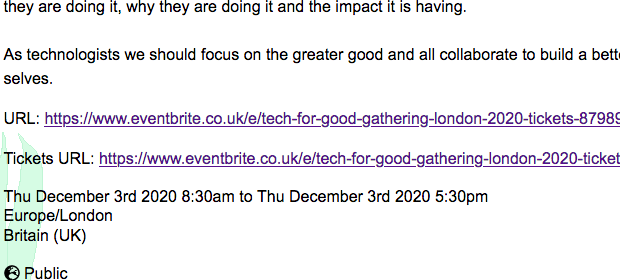 they are doing it, why they are doing it and the impact it is having.
As technologists we should focus on the greater good and all collaborate to build a
selves.
URL: https://www.eventbrite.co.uk/e/tech-for-good-gathering-london-2020-tickets-87989
Tickets URL: https://www.eventbrite.co.uk/e/tech-for-good-gathering-london-2020-ticket
Thu December 3rd 2020 8:30am to Thu December 3rd 2020 5:30pm
Europe/London
Britain (UK)
Public